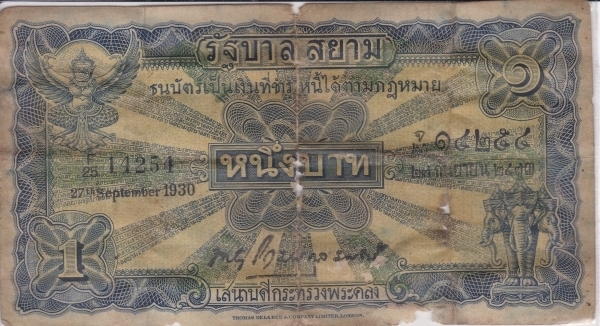 รัฐบาล สยาม
ธนบัตร์เป็นเงินที่ชำระหนี้ได้ตามกฎหมาย
๑
F/25 14254
๑๔๒๕๔
27th September 1930
หนึ่งบาท
1
เสนาบดีกระทรวงพระคลัง
THOMAS DE LA RUE & COMPANY LIMITED, LONDON.